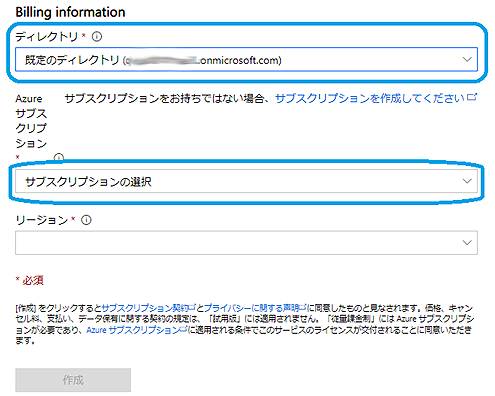 Billing information
ディレクトリ *
既定のディレクトリ (.onmicrosoft.com)
Azure サブスクリプションをお持ちではない場合、サブスクリプションを作成してください
サブス
クリプ
ション
*
サブスクリプションの選択
リージョン *
* 必須
[作成] をクリックするとサブスクリプション契約とプライバシーに関する声明に同意したものと見なされます。価格、キャン
セル料、支払い、データ保有に関する契約の規定は、「試用版」には適用されません。「従量課金制」には Azure サブスクリプシ
ョンが必要であり、Azure サブスクリプションに適用される条件でこのサービスのライセンスが交付されることに同意いただき
ます。
作成